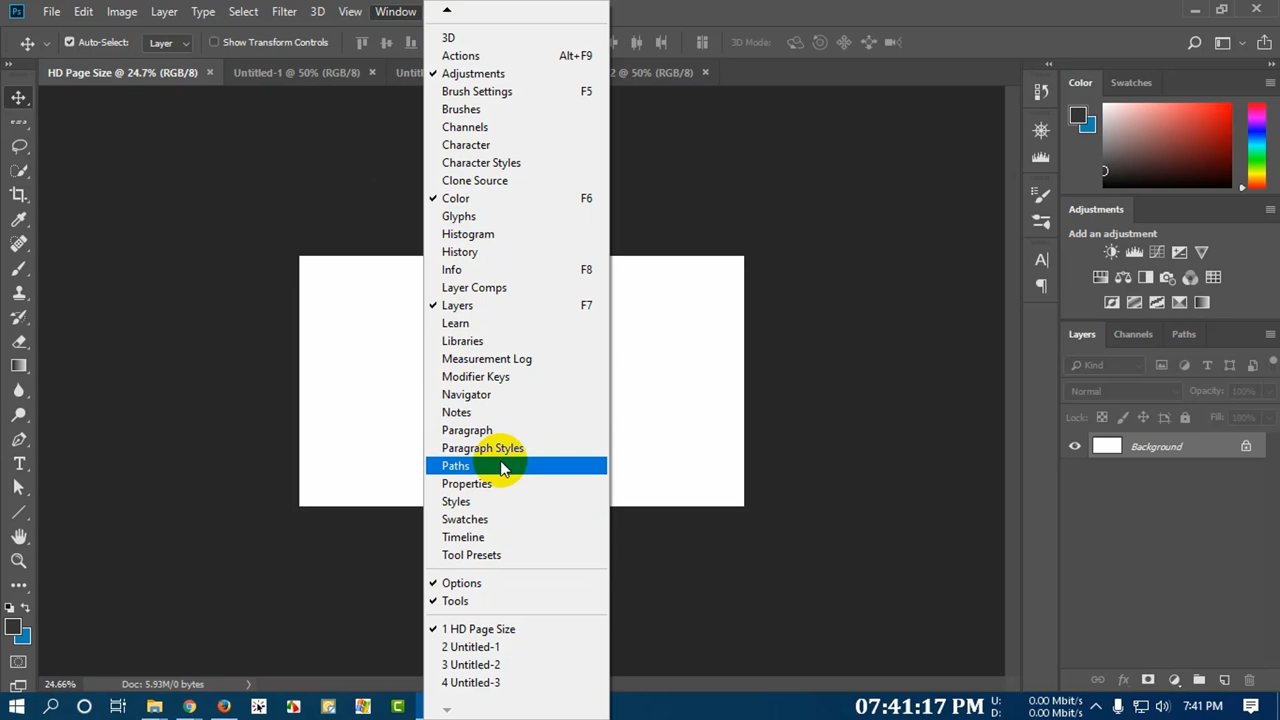 Ps File Edit Image Layer Type Select Filter 3D View Window
Auto-Select: Layer Show Transform Controls 3D Mode:
HD Page Size @ 24.7% (RGB/8) × Untitled-1 @ 50% (RGB/8) × Untit 2 @ 50% (RGB/8) ×
3D
Actions Alt+F9
Adjustments
Brush Settings F5
Brushes
Channels
Character
Character Styles
Clone Source
Color F6
Glyphs
Histogram
History
Info F8
Layer Comps
Layers F7
Learn
Libraries
Measurement Log
Modifier Keys
Navigator
Notes
Paragraph
Paragraph Styles
Paths
Properties
Styles
Swatches
Timeline
Tool Presets
Options
Tools
1 HD Page Size
2 Untitled-1
3 Untitled-2
4 Untitled-3
Color Swatches
Adjustments
Add an adjustment
Layers Channels Paths
Kind
Normal Opacity: 100%
Lock: Fill: 100%
Background
24.66% Doc: 5.93M/0 bytes
07:41:17 PM U: 0.00 Mbit/s
D: 0.00 Mbit/s
7:41 PM